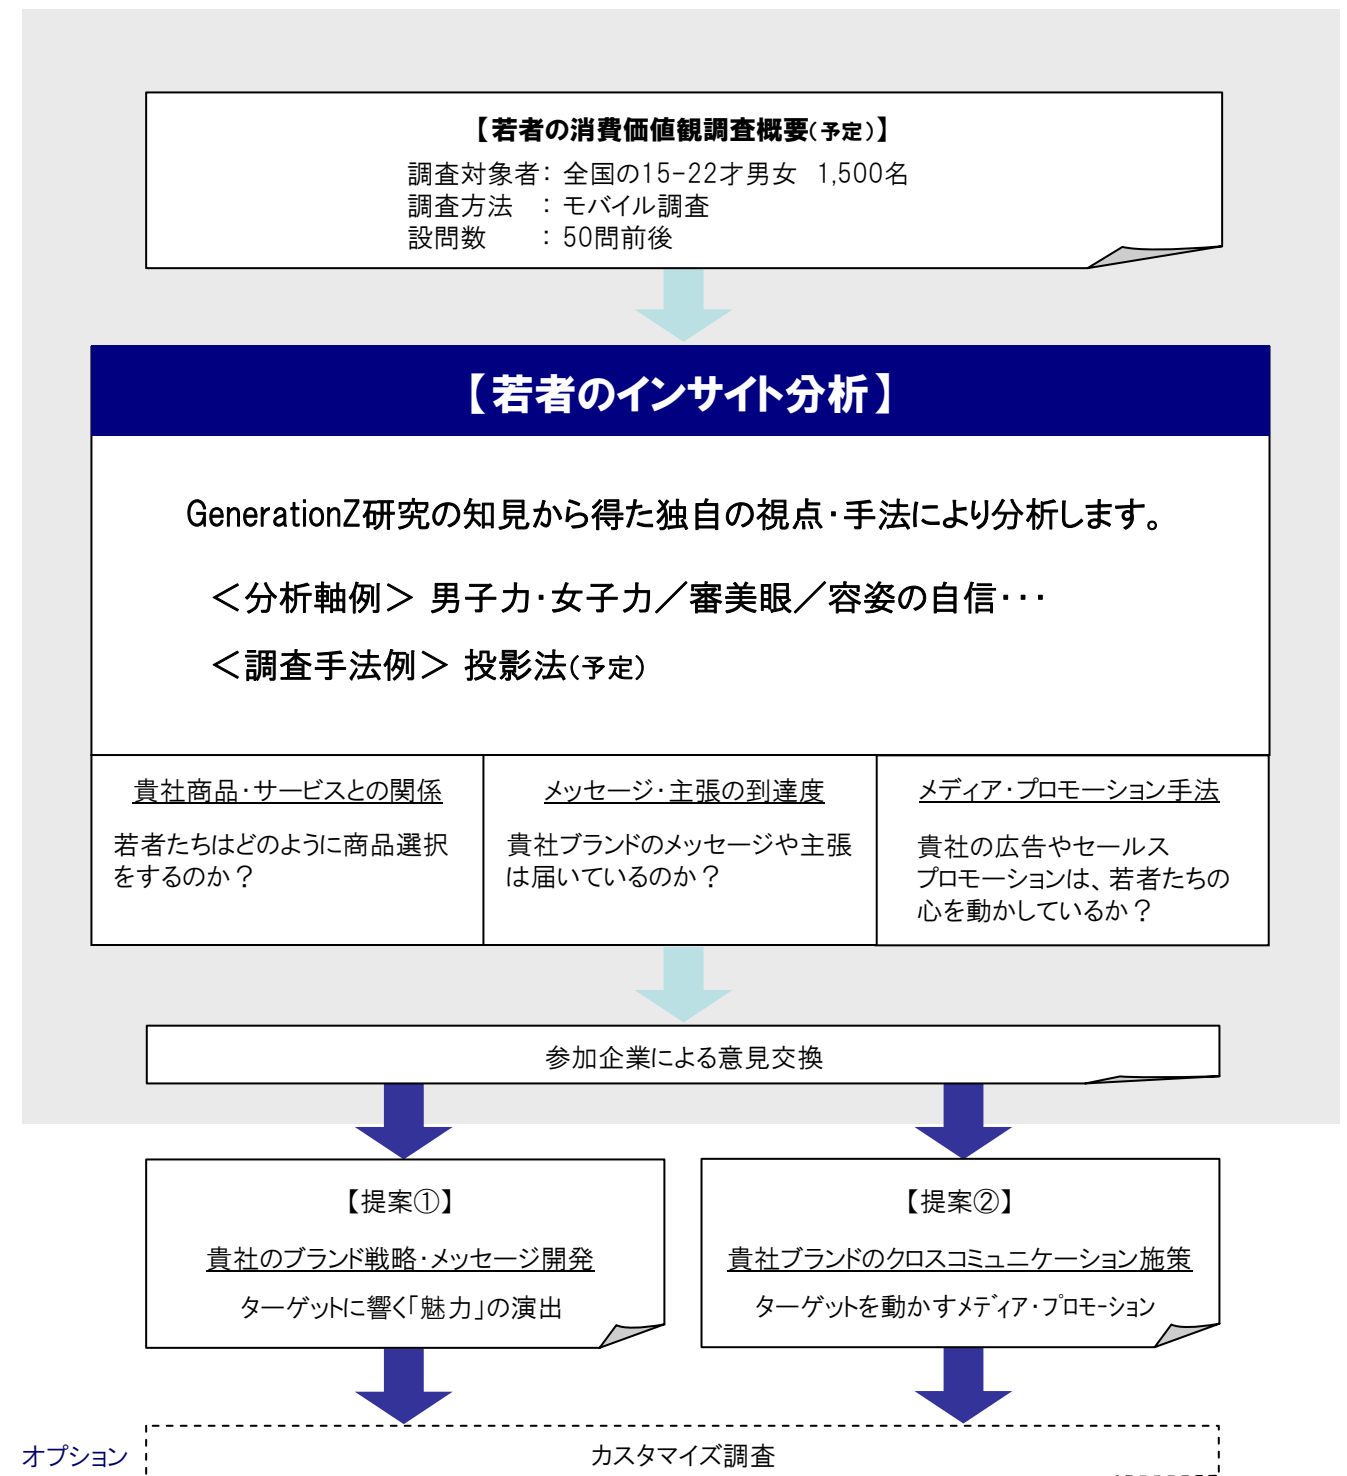 【若者の消費価値観調査概要(予定)】
調査対象者: 全国の15-22才男女 1,500名
調査方法 : モバイル調査
設問数 : 50問前後
【若者のインサイト分析】
GenerationZ研究の知見から得た独自の視点・手法により分析します。
＜分析軸例＞ 男子力・女子力／審美眼／容姿の自信・・・
＜調査手法例＞ 投影法(予定)
貴社商品・サービスとの関係
若者たちはどのように商品選択
をするのか？
メッセージ・主張の到達度
貴社ブランドのメッセージや主張
は届いているのか？
メディア・プロモーション手法
貴社の広告やセールス
プロモーションは、若者たちの
心を動かしているか？
参加企業による意見交換
【提案①】
貴社のブランド戦略・メッセージ開発
ターゲットに響く「魅力」の演出
【提案②】
貴社ブランドのクロスコミュニケーション施策
ターゲットを動かすメディア・プロモーション
オプション
カスタマイズ調査